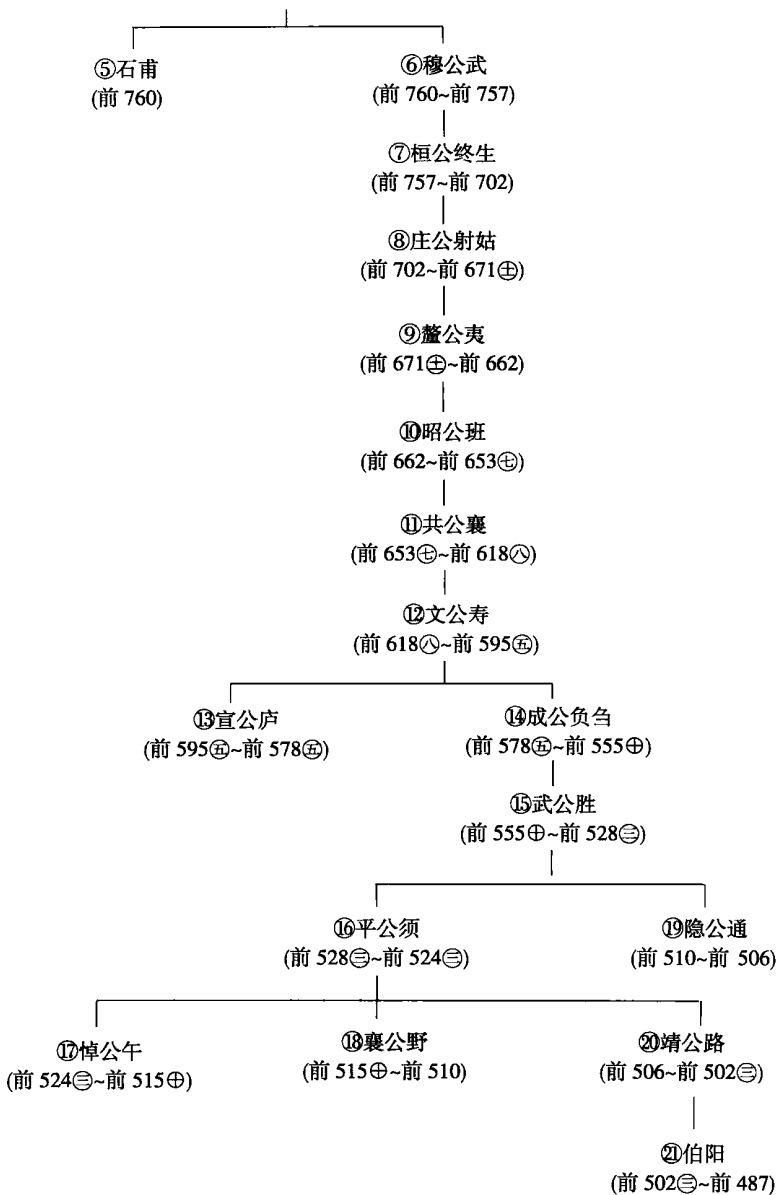 ⑤石甫
(前 760)
⑥穆公武
(前 760~前 757)
⑦桓公终生
(前 757~前 702)
⑧庄公射姑
(前 702~前 671㊏)
⑨釐公夷
(前 671㊏~前 662)
⑩昭公班
(前 662~前 653㊆)
⑪共公襄
(前 653㊆~前 618㊇)
⑫文公寿
(前 618㊇~前 595㊄)
⑬宣公庐
(前 595㊄~前 578㊄)
⑭成公负刍
(前 578㊄~前 555㊉)
⑮武公胜
(前 555㊉~前 528㊂)
⑯平公须
(前 528㊂~前 524㊂)
⑲隐公通
(前 510~前 506)
⑰悼公午
(前 524㊂~前 515㊉)
⑱襄公野
(前 515㊉~前 510)
⑳靖公路
(前 506~前 502㊂)
㉑伯阳
(前 502㊂~前 487)